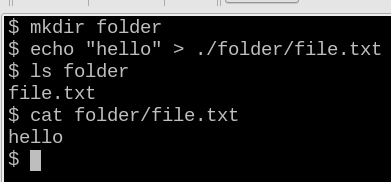 $ mkdir folder
$ echo "hello" > ./folder/file.txt
$ ls folder
file.txt
$ cat folder/file.txt
hello
$